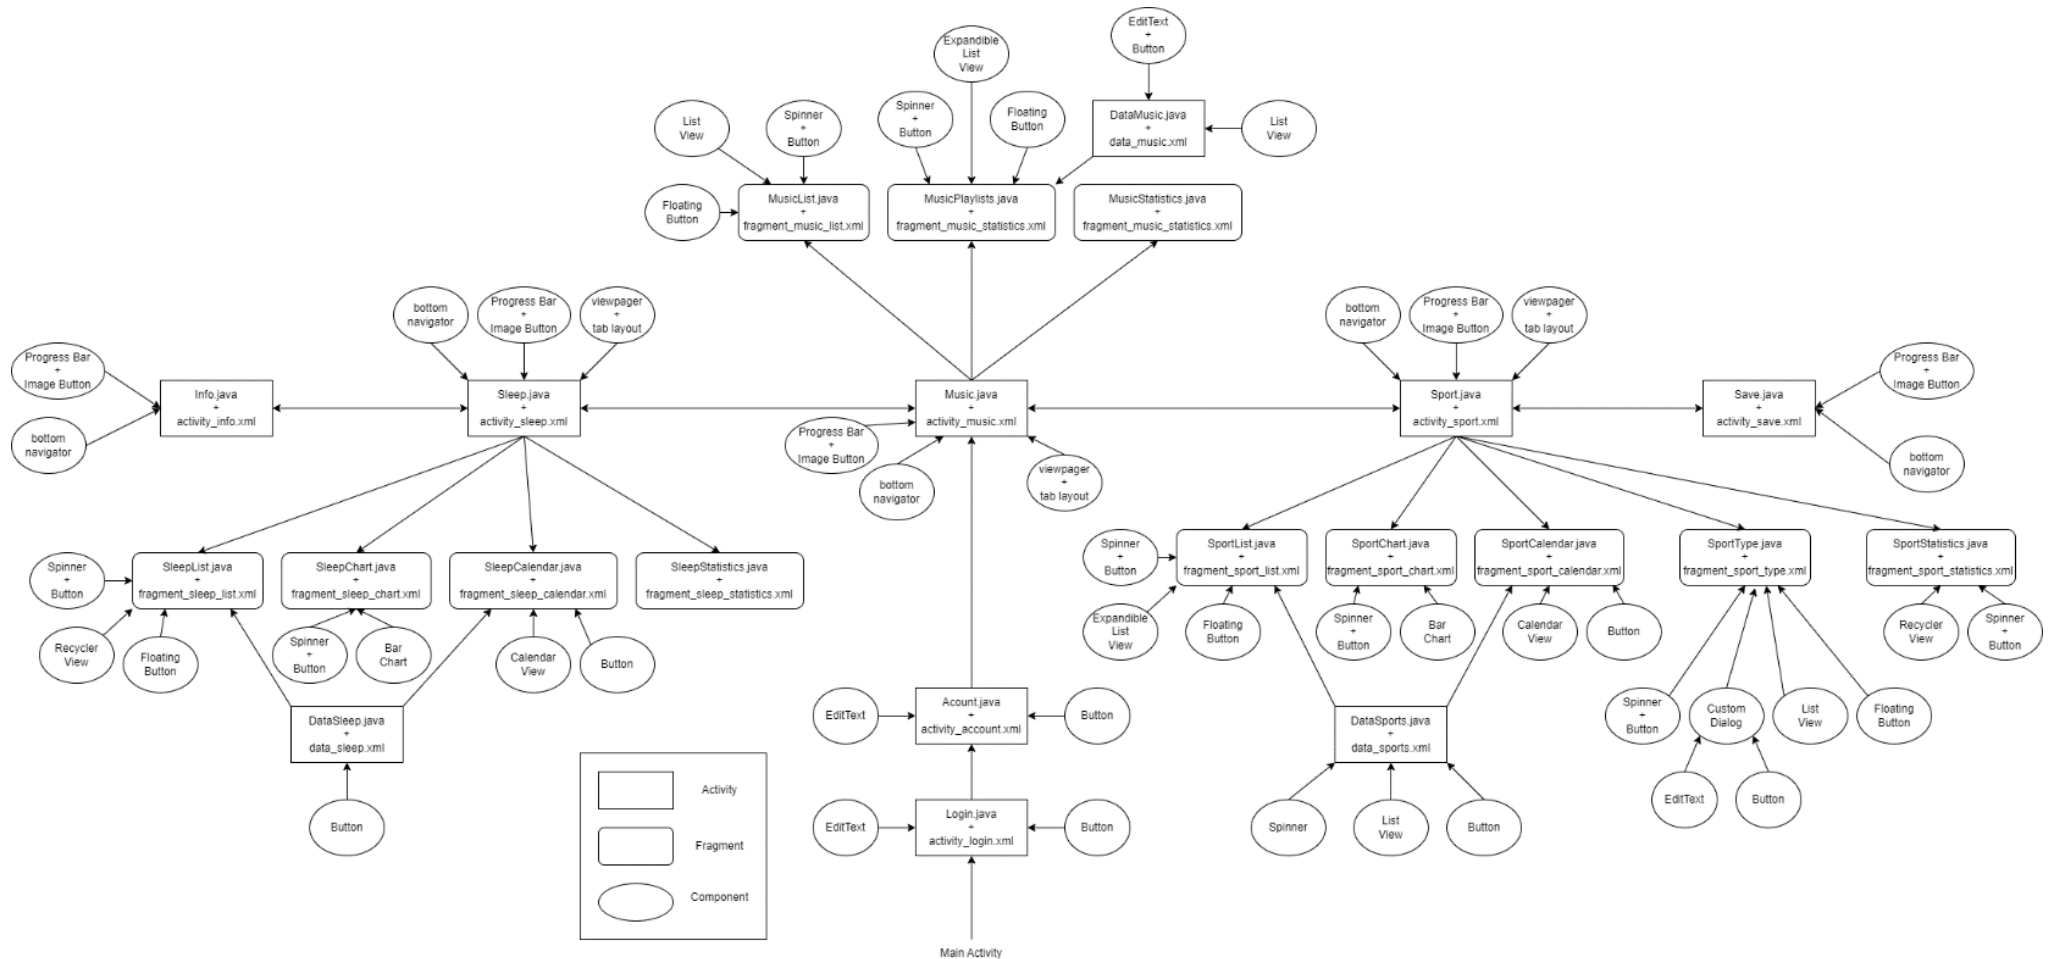 EditText
+
Button
Expandible
List
View
List
View
Spinner
+
Button
Spinner
+
Button
Floating
Button
DataMusic.java
+
data_music.xml
List
View
Floating
Button
MusicList.java
+
fragment_music_list.xml
MusicPlaylists.java
+
fragment_music_statistics.xml
MusicStatistics.java
+
fragment_music_statistics.xml
bottom
navigator
Progress Bar
+
Image Button
viewpager
+
tab layout
bottom
navigator
Progress Bar
+
Image Button
viewpager
+
tab layout
Progress Bar
+
Image Button
bottom
navigator
Info.java
+
activity_info.xml
Sleep.java
+
activity_sleep.xml
Music.java
+
activity_music.xml
Sport.java
+
activity_sport.xml
Save.java
+
activity_save.xml
Progress Bar
+
Image Button
bottom
navigator
Progress Bar
+
Image Button
bottom
navigator
viewpager
+
tab layout
Spinner
+
Button
SleepList.java
+
fragment_sleep_list.xml
SleepChart.java
+
fragment_sleep_chart.xml
SleepCalendar.java
+
fragment_sleep_calendar.xml
SleepStatistics.java
+
fragment_sleep_statistics.xml
Spinner
+
Button
SportList.java
+
fragment_sport_list.xml
SportChart.java
+
fragment_sport_chart.xml
SportCalendar.java
+
fragment_sport_calendar.xml
SportType.java
+
fragment_sport_type.xml
SportStatistics.java
+
fragment_sport_statistics.xml
Recycler
View
Floating
Button
Spinner
+
Button
Bar
Chart
Calendar
View
Button
Expandible
List
View
Floating
Button
Spinner
+
Button
Bar
Chart
Calendar
View
Button
Recycler
View
Spinner
+
Button
DataSleep.java
+
data_sleep.xml
Button
EditText
Acount.java
+
activity_account.xml
Button
DataSports.java
+
data_sports.xml
Spinner
+
Button
Custom
Dialog
List
View
Floating
Button
EditText
Button
Spinner
List
View
Button
EditText
Login.java
+
activity_login.xml
Button
Activity
Fragment
Component
Main Activity